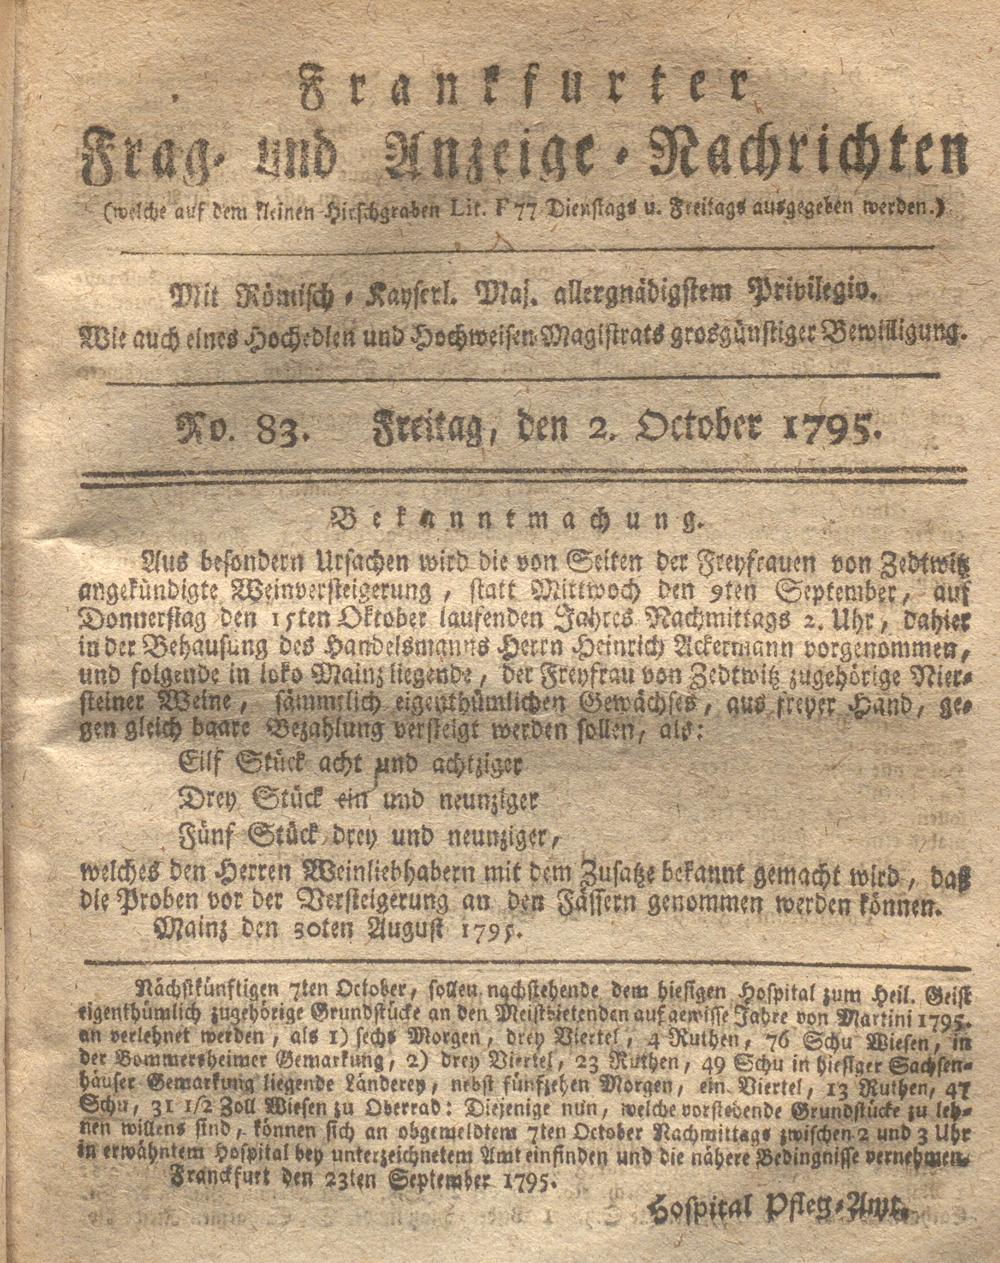 Frankfurter
Frag- und Anzeige-Nachrichten
(welche auf dem kleinen Hirschgraben Lit. F 77 Dienstags u. Freitags ausgegeben werden.)
Mit Römisch-Kayserl. Maj. allergnädigstem Privilegio.
Wie auch eines Hochedlen und Hochweisen Magistrats grosgünstiger Bewilligung.
No. 83. Freitag, den 2. October 1795.
Bekanntmachung.
Aus besondern Ursachen wird die von Seiten der Freyfrauen von Zedtwitz
angekündigte Weinversteigerung, statt Mittwoch den 9ten September, auf
Donnerstag den 15ten Oktober laufenden Jahres Nachmittags 2. Uhr, dahier
in der Behausung des Handelsmanns Herrn Heinrich Ackermann vorgenommen,
und folgende in loko Mainz liegende, der Freyfrau von Zedtwitz zugehörige Nier-
steiner Weine, sämmtlich eigenthümlichen Gewächses, aus freyer Hand, ge-
gen gleich baare Bezahlung versteigt werden sollen, als:
Eilf Stück acht und achtziger
Drey Stück ein und neunziger
Fünf Stück drey und neunziger,
welches den Herren Weinliebhabern mit dem Zusatze bekannt gemacht wird, daß
die Proben vor der Versteigerung an den Fässern genommen werden können.
Mainz den 30ten August 1795.
Nächstkünftigen 7ten October, sollen nachstehende dem hiesigen Hospital zum Heil. Geist
eigenthümlich zugehörige Grundstücke an den Meistbietenden auf gewisse Jahre von Martini 1795.
an verlehnet werden, als 1) sechs Morgen, drey Viertel, 4 Ruthen, 76 Schu Wiesen, in
der Bommersheimer Gemarkung, 2) drey Viertel, 23 Ruthen, 49 Schu in hiesiger Sachsen-
häuser Gemarkung liegende Länderey, nebst fünfzehen Morgen, ein Viertel, 13 Ruthen, 47
Schu, 31 1/2 Zoll Wiesen zu Oberrad: Diejenige nun, welche vorstehende Grundstücke zu leh-
nen willens sind, können sich an obgemeldtem 7ten October Nachmittags zwischen 2 und 3 Uhr
in erwähntem Hospital bey unterzeichnetem Amt einfinden und die nähere Bedingnisse vernehmen.
Franckfurt den 23ten September 1795.
Hospital Pfleg-Amt.